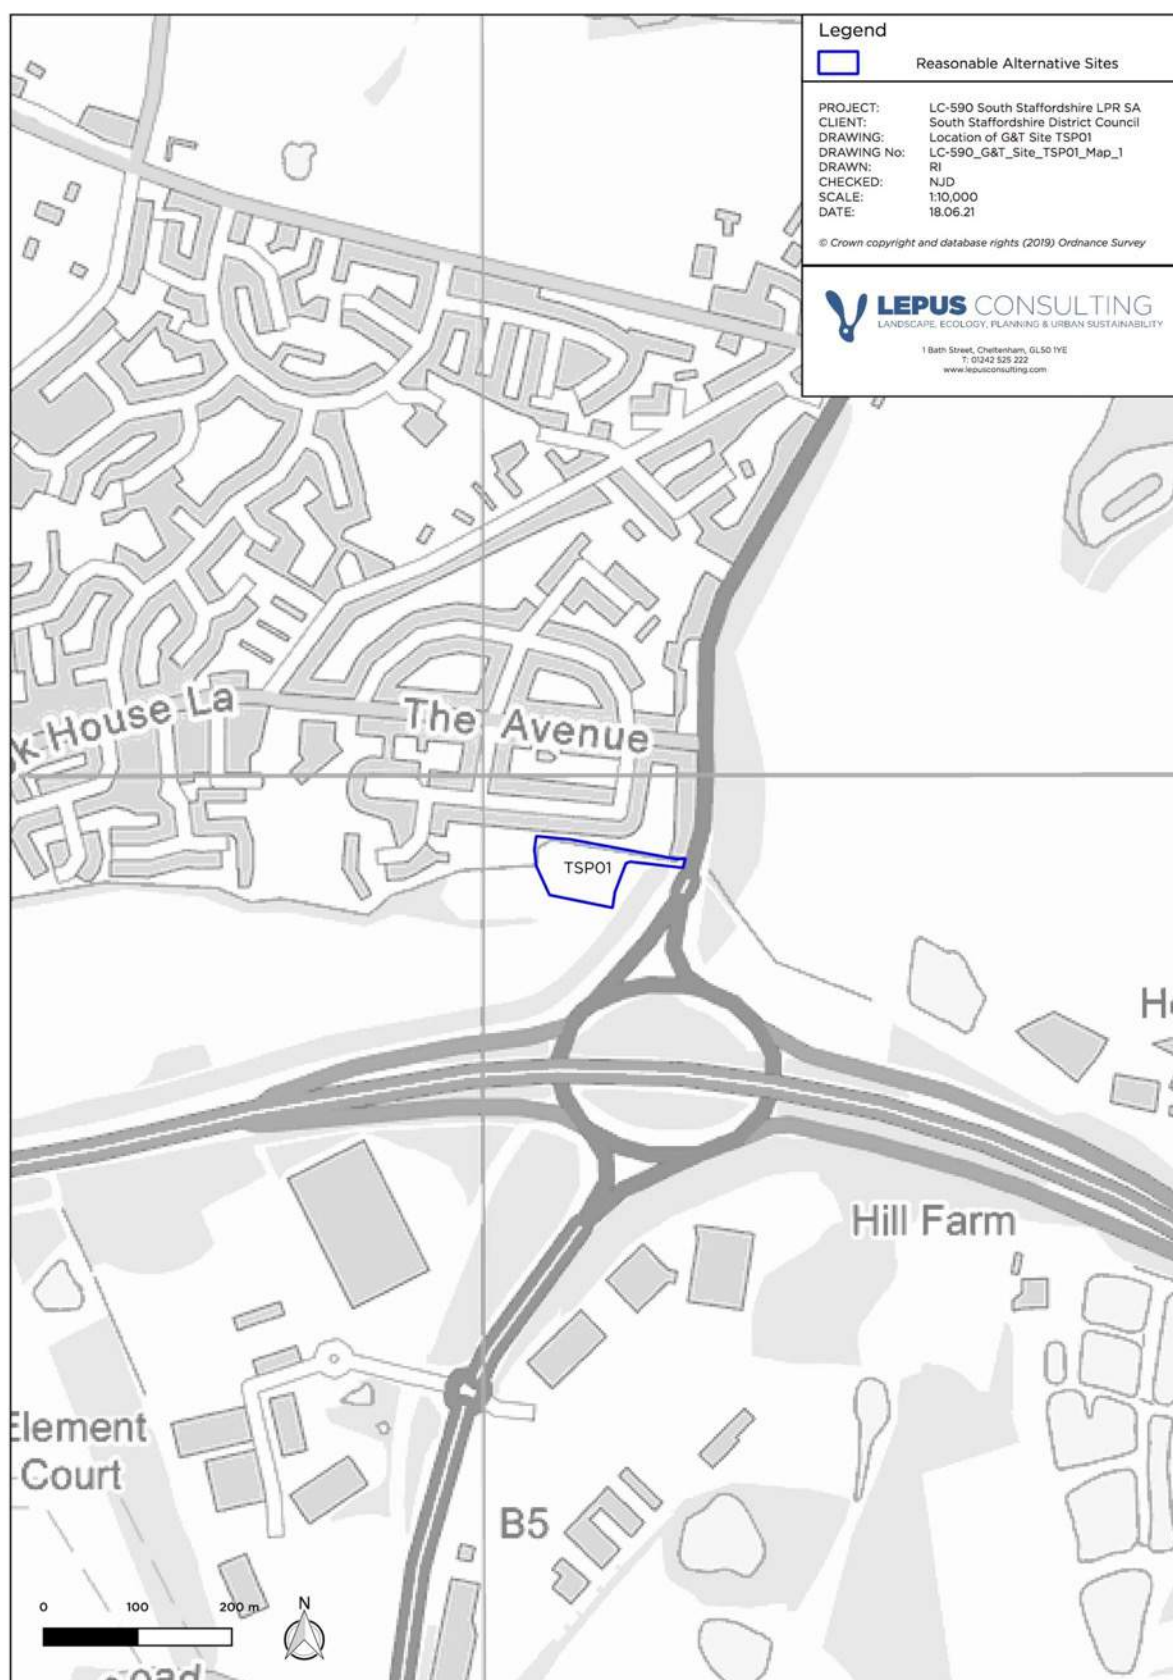 Legend
Reasonable Alternative Sites
PROJECT: LC-590 South Staffordshire LPR SA
CLIENT: South Staffordshire District Council
DRAWING: Location of G&T Site TSP01
DRAWING No: LC-590_G&T_Site_TSP01_Map_1
DRAWN: RI
CHECKED: NJD
SCALE: 1:10,000
DATE: 18.06.21
© Crown copyright and database rights (2019) Ordnance Survey
LEPUS CONSULTING
LANDSCAPE, ECOLOGY, PLANNING & URBAN SUSTAINABILITY
1 Bath Street, Cheltenham, GL50 1YE
T: 01242 525 222
www.lepusconsulting.com
k House La
The Avenue
TSP01
Hill Farm
Element
Court
B5
0 100 200 m
N